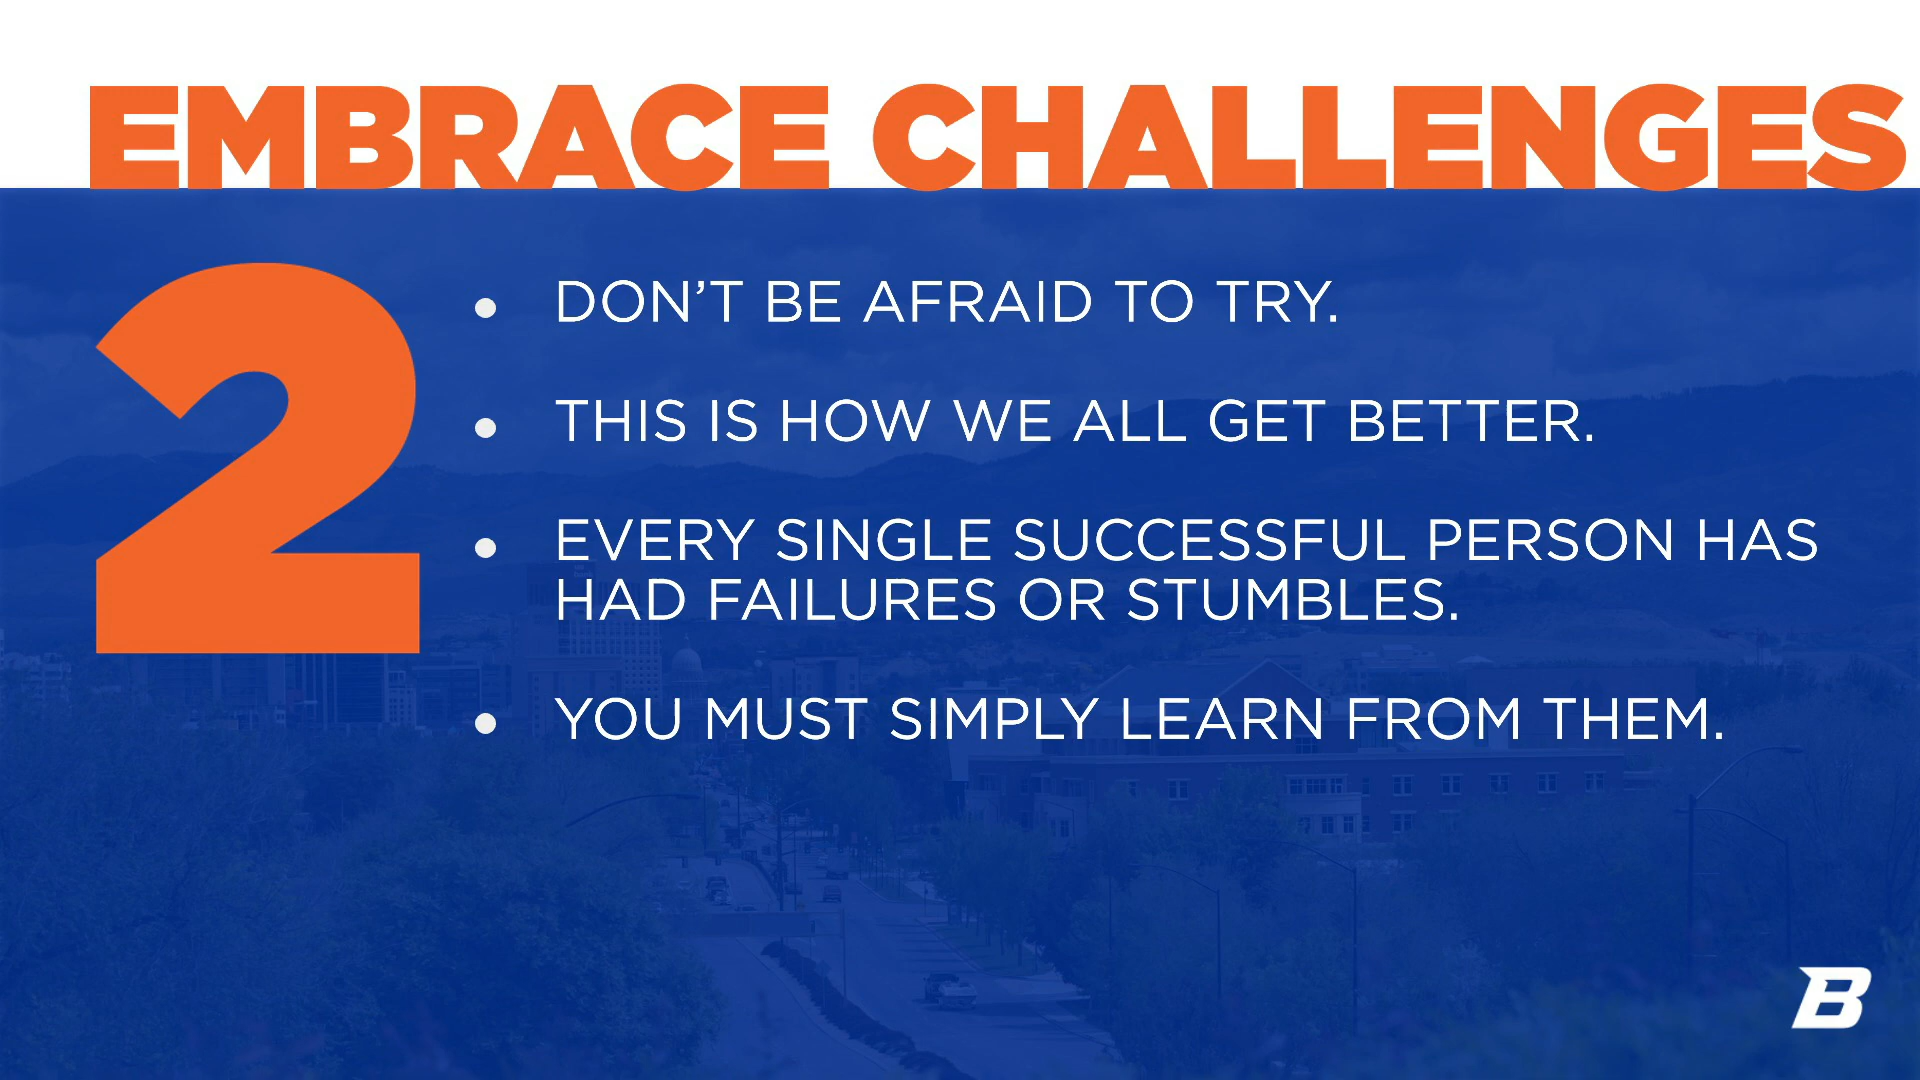 EMBRACE CHALLENGES
2
• DON'T BE AFRAID TO TRY.
• THIS IS HOW WE ALL GET BETTER.
• EVERY SINGLE SUCCESSFUL PERSON HAS
HAD FAILURES OR STUMBLES.
• YOU MUST SIMPLY LEARN FROM THEM.
B